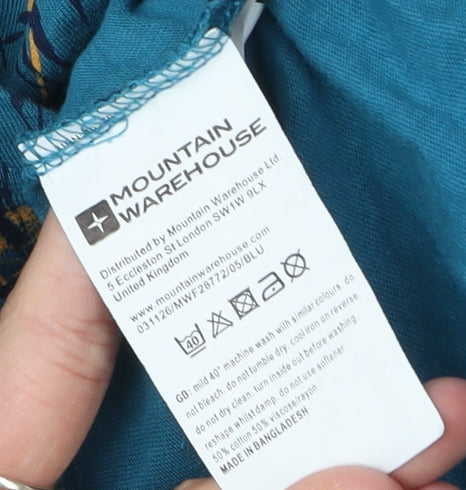 MOUNTAIN
WAREHOUSE
Distributed by Mountain Warehouse Ltd.
5 Eccleston St London SW1W 9LX
United Kingdom
www.mountainwarehouse.com
031120/MWF28772/05/BLU
40
GB: mild 40° machine wash with similar colours. do
not bleach. do not tumble dry. cool iron on reverse.
do not dry clean. turn inside out before washing.
reshape whilst damp. do not use softener.
50% cotton 50% viscose/rayon
MADE IN BANGLADESH